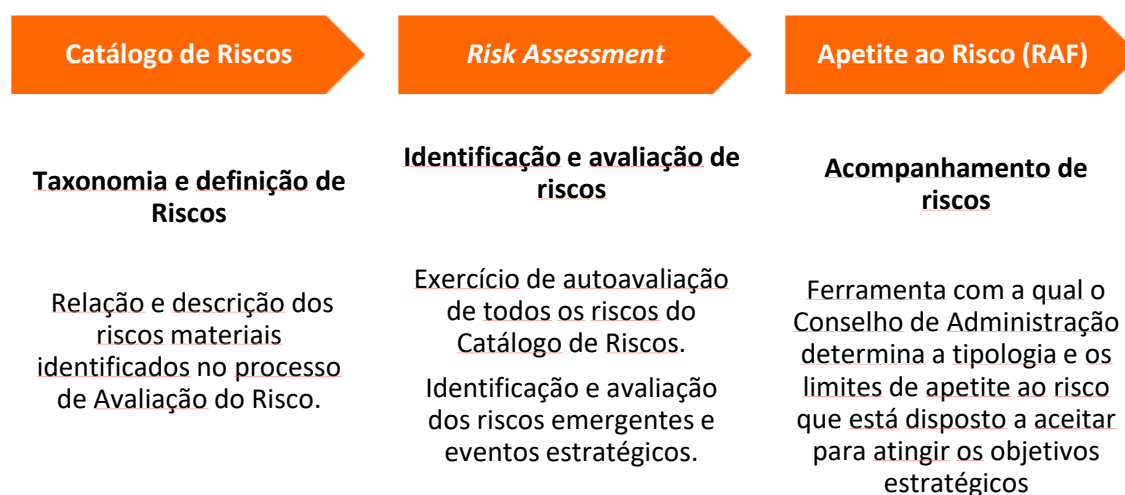 Catálogo de Riscos
Taxonomia e definição de
Riscos
Relação e descrição dos
riscos materiais
identificados no processo
de Avaliação do Risco.
Risk Assessment
Identificação e avaliação de
riscos
Exercício de autoavaliação
de todos os riscos do
Catálogo de Riscos.
Identificação e avaliação
dos riscos emergentes e
eventos estratégicos.
Apetite ao Risco (RAF)
Acompanhamento de
riscos
Ferramenta com a qual o
Conselho de Administração
determina a tipologia e os
limites de apetite ao risco
que está disposto a aceitar
para atingir os objetivos
estratégicos